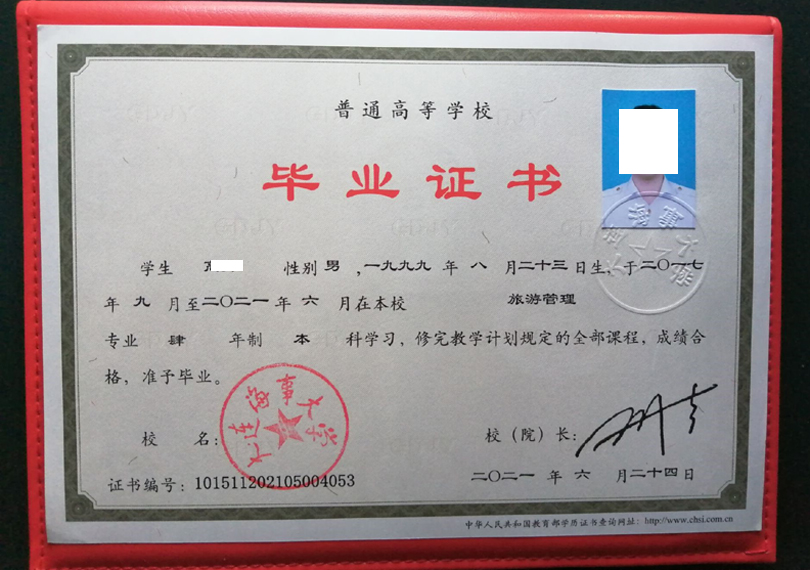 普通高等学校
毕业证书
学生 性别 男 ,一九九九 年 八 月二十三日生, 于二〇一七
年 九 月至二〇二一年 六 月在本校 旅游管理
专业 肆 年制 本 科学习, 修完教学计划规定的全部课程, 成绩合
格, 准予毕业。
大连海事大学
校 名: 校(院)长:
证书编号: 101511202105004053 二〇二一 年 六 月二十四日
中华人民共和国教育部学历证书查询网址: http://www.chsi.com.cn